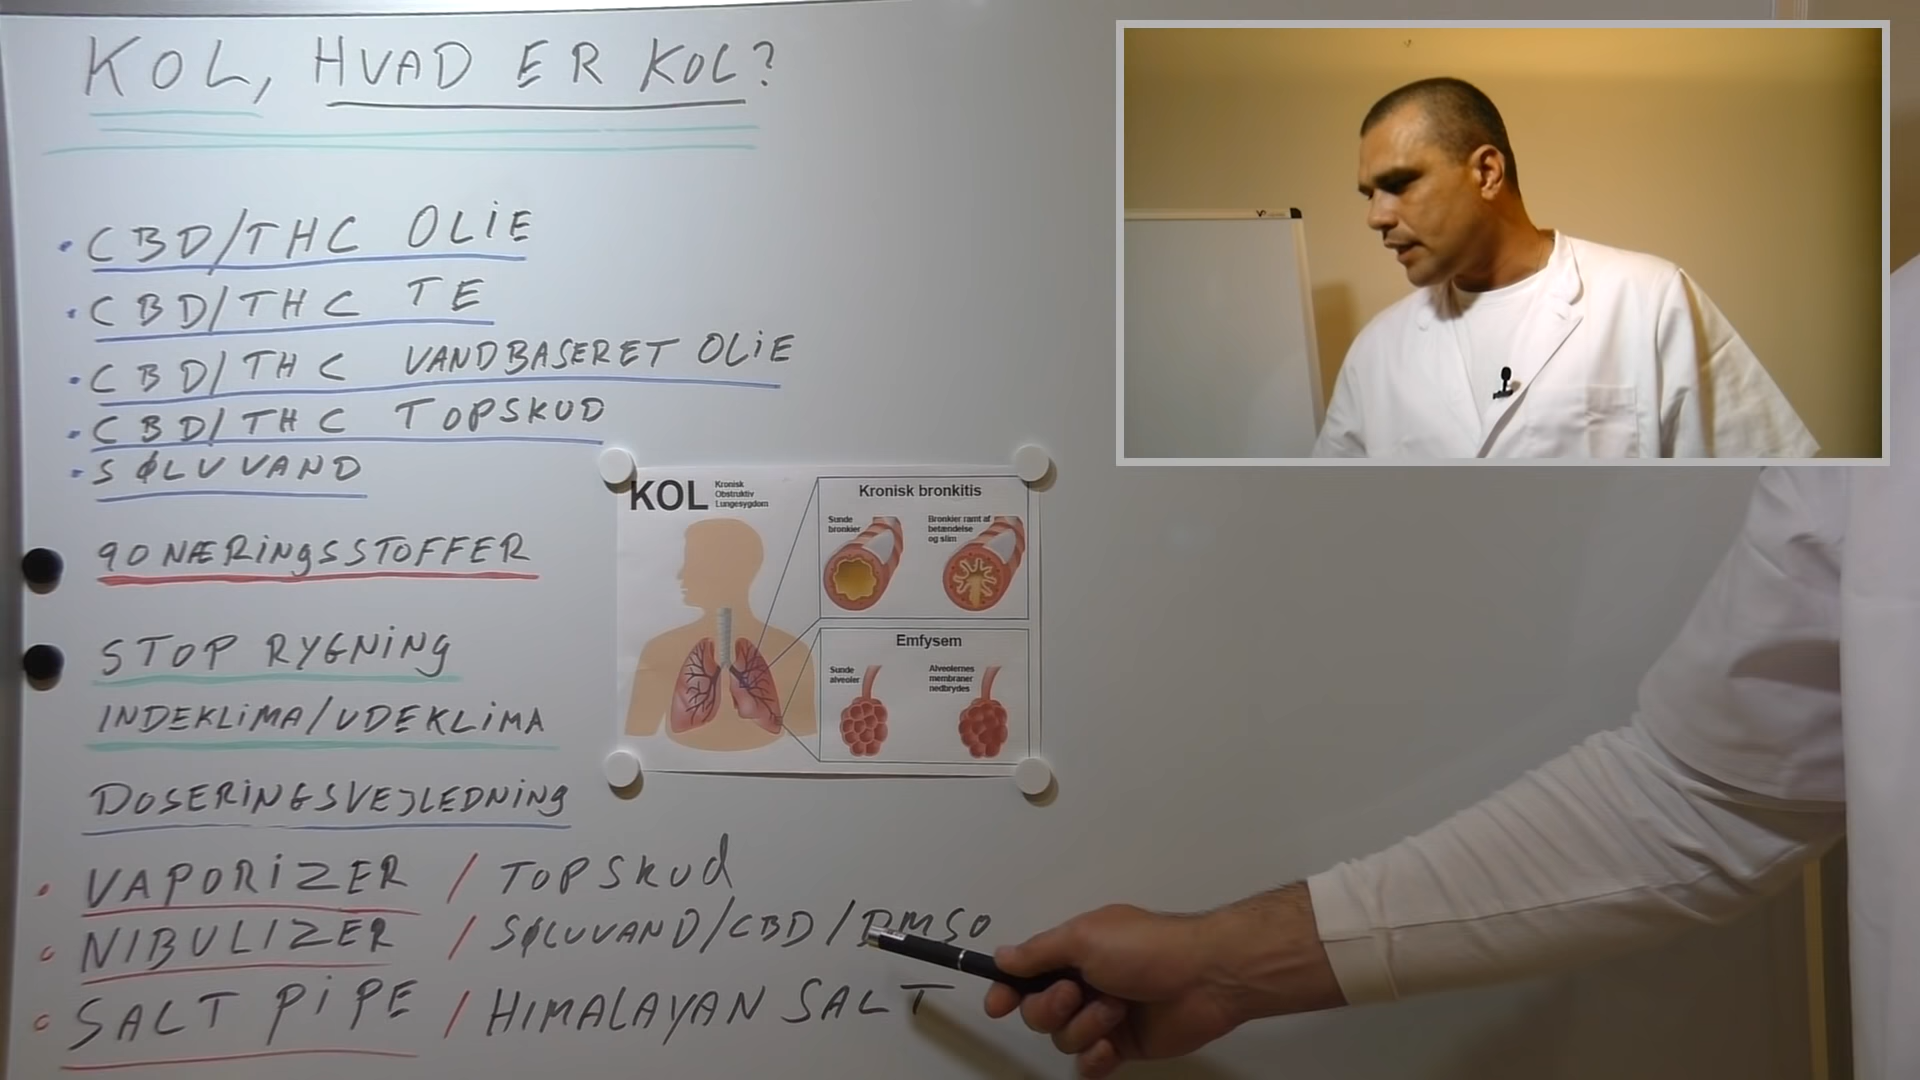 KOL, HVAD ER KOL?
• CBD/THC OLIE
• CBD/THC TE
• CBD/THC VANDBASERET OLIE
• CBD/THC TOPSKUD
• SØLVVAND
90 NÆRINGSSTOFFER
STOP RYGNING
INDEKLIMA/UDEKLIMA
DOSERINGSVEJLEDNING
• VAPORIZER / TOPSKUD
• NIBULIZER / SØLVVAND/CBD/DMSO
• SALT PIPE / HIMALAYAN SALT
KOL
Kronisk
Obstruktiv
Lungesygdom
Kronisk bronkitis
Sunde
bronkier
Bronkier ramt af
betændelse
og slim
Emfysem
Sunde
alveoler
Alveolernes
membraner
nedbrydes